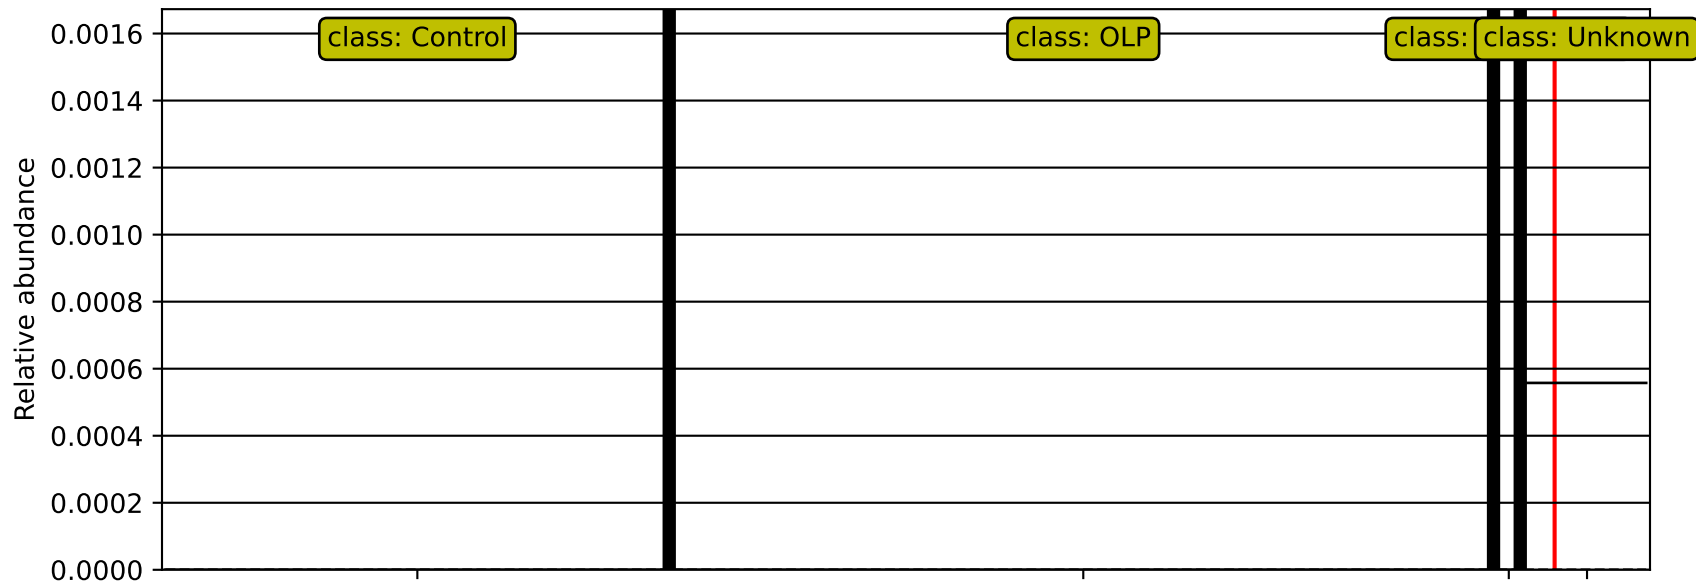 class: Control
class: OLP
class:
class: Unknown
0.0016
0.0014
0.0012
0.0010
0.0008
0.0006
0.0004
0.0002
0.0000
Relative abundance